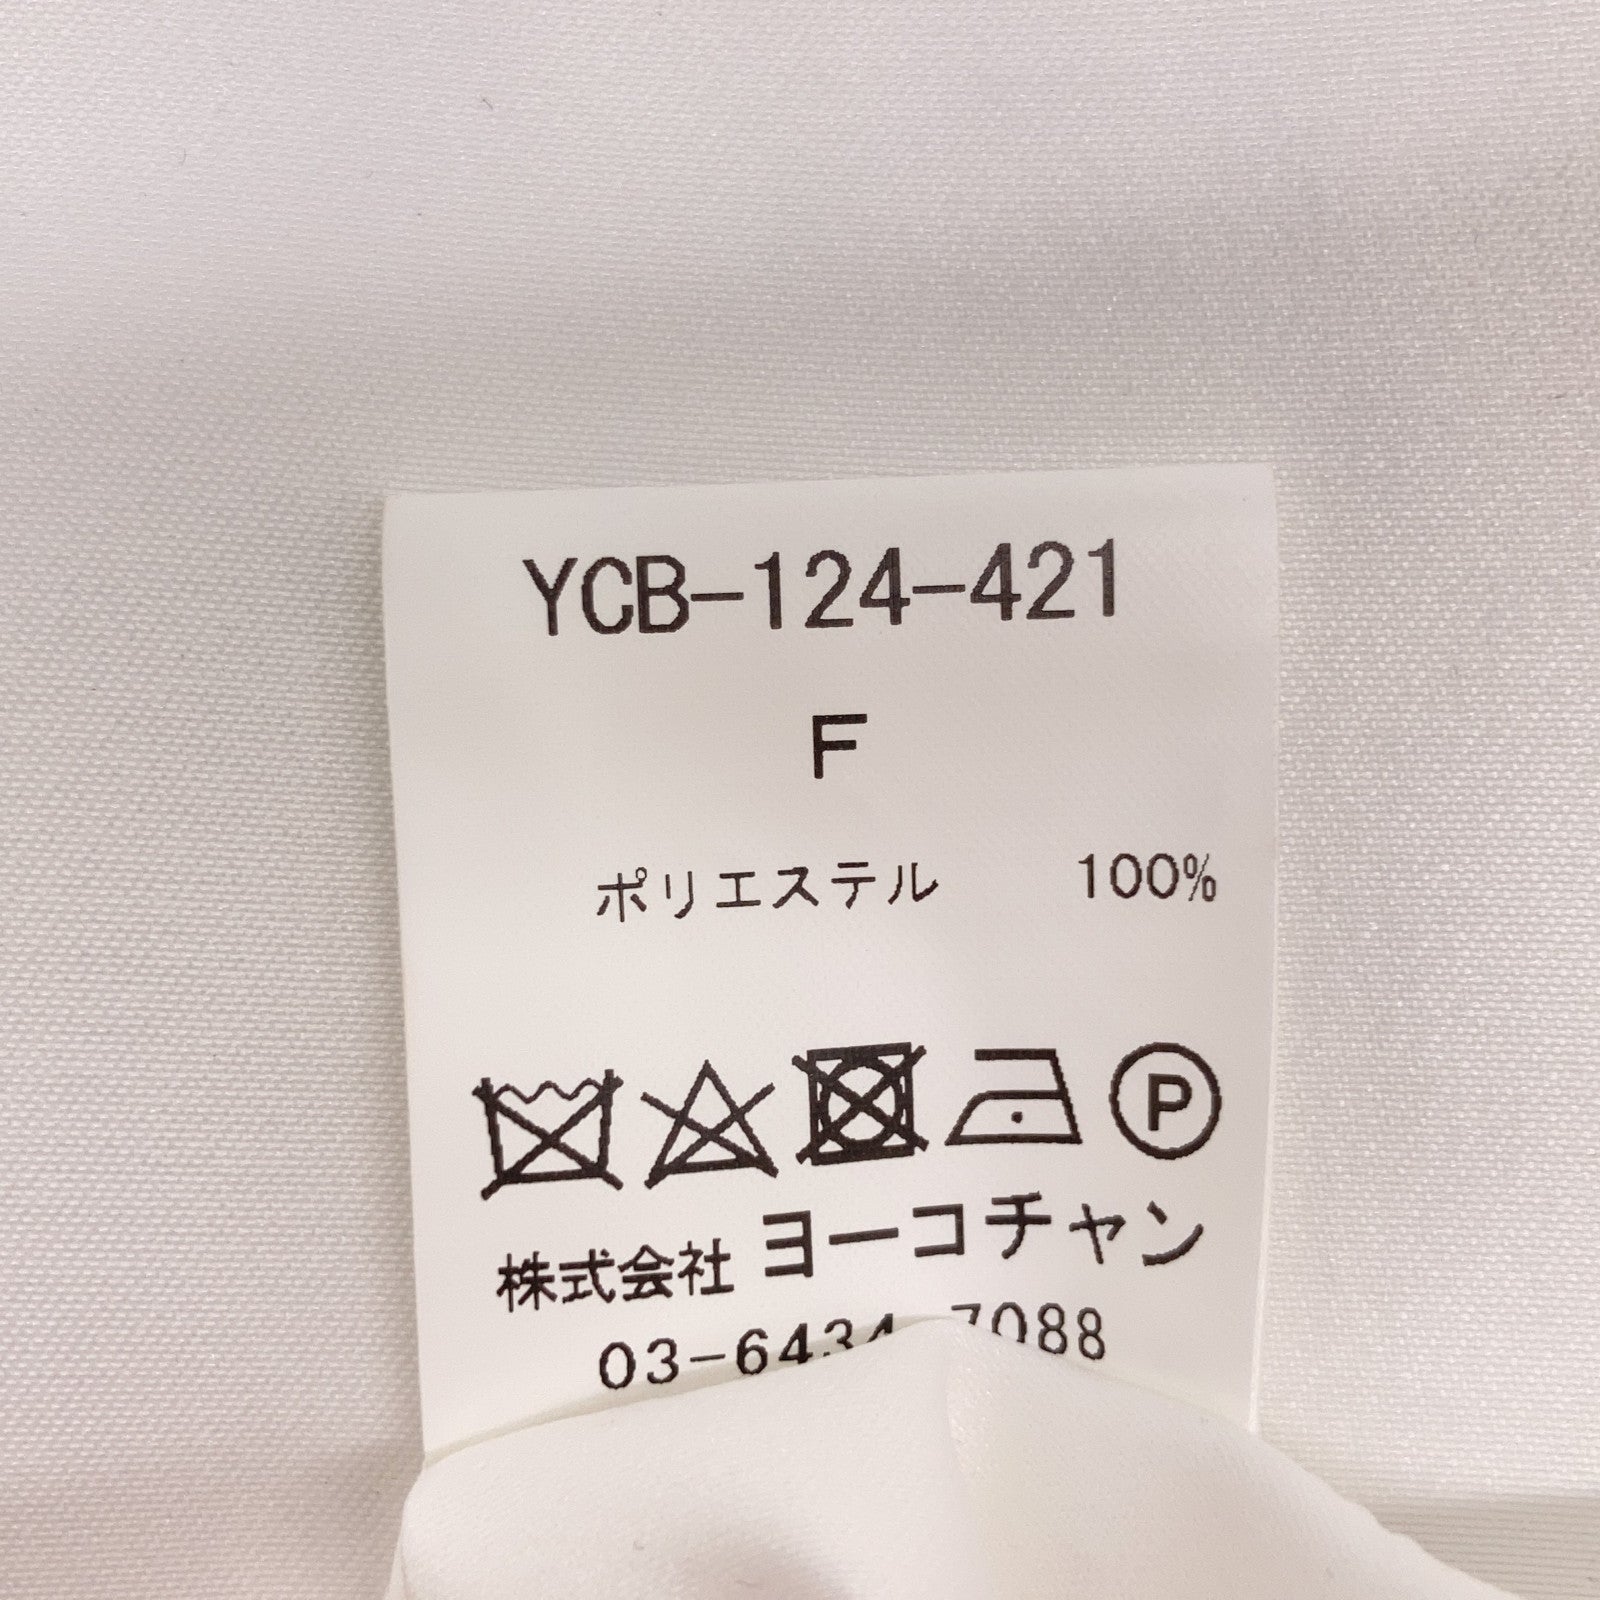 YCB-124-421
F
ポリエステル 100%
P
株式会社 ヨーコチャン
03-6434-7088